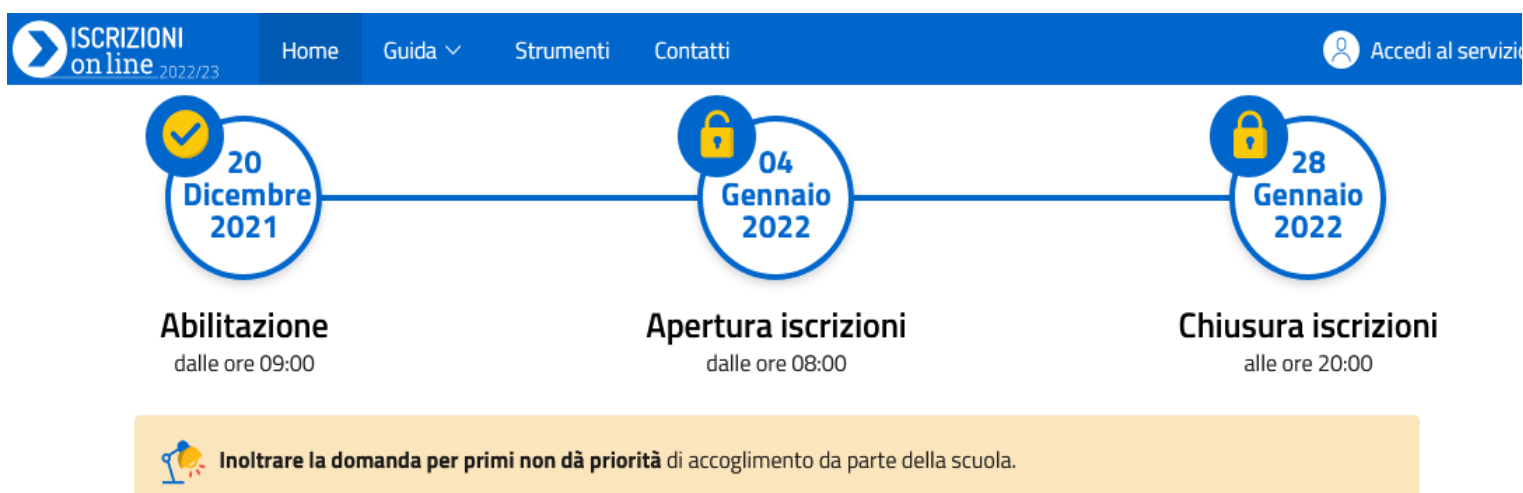 ISCRIZIONI
on line 2022/23
Home Guida Strumenti Contatti Accedi al servizio
20
Dicembre
2021
04
Gennaio
2022
28
Gennaio
2022
Abilitazione
dalle ore 09:00
Apertura iscrizioni
dalle ore 08:00
Chiusura iscrizioni
alle ore 20:00
Inoltrare la domanda per primi non dà priorità di accoglimento da parte della scuola.